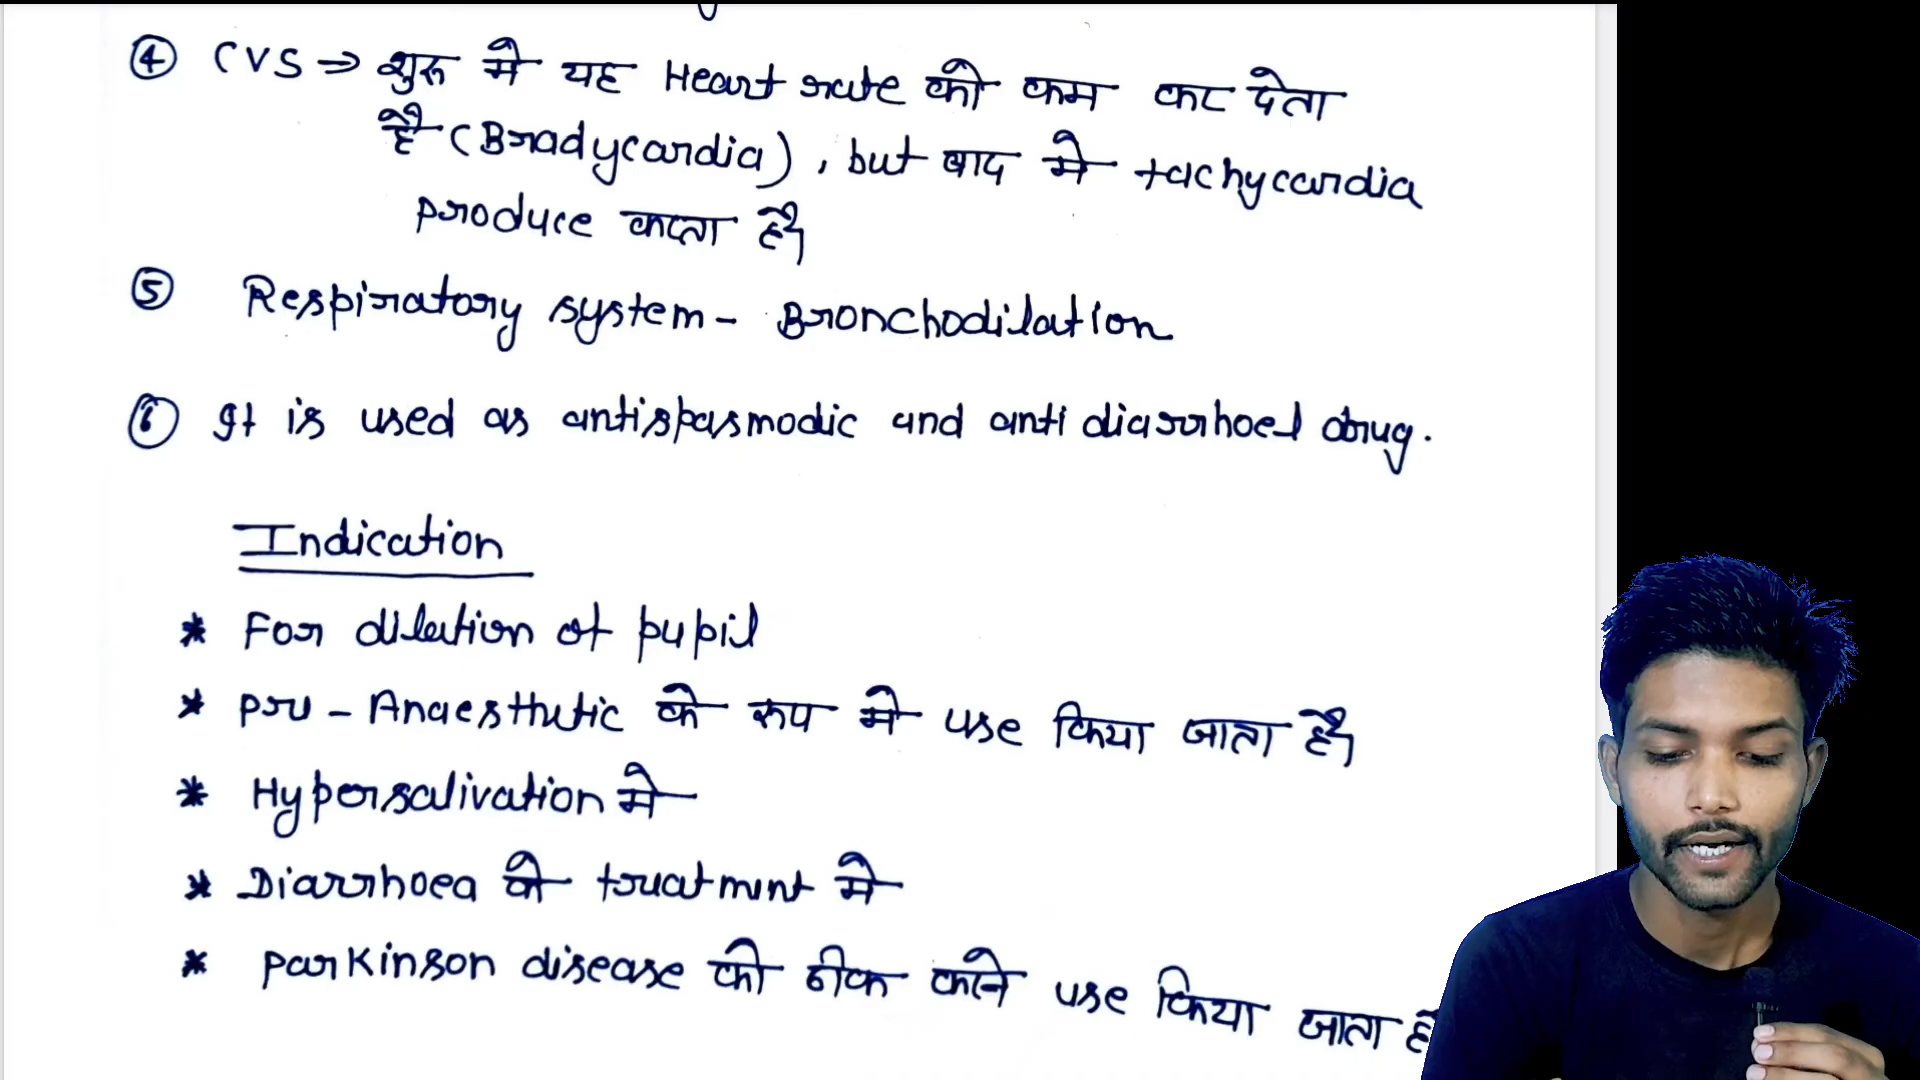 ④ CVS ⇒ शुरू में यह Heart rate को कम कर देता
है (Bradycardia), but बाद में tachycardia
produce करता है।
⑤ Respiratory system - Bronchodilation
⑥ It is used as antispasmodic and anti diarrhoel drug.
Indication
* For dilation of pupil
* pre - Anaesthetic के रूप में use किया जाता है।
* Hypersalivation में
* Diarrhoea के treatment में
* parkinson disease को ठीक करने use किया जाता है